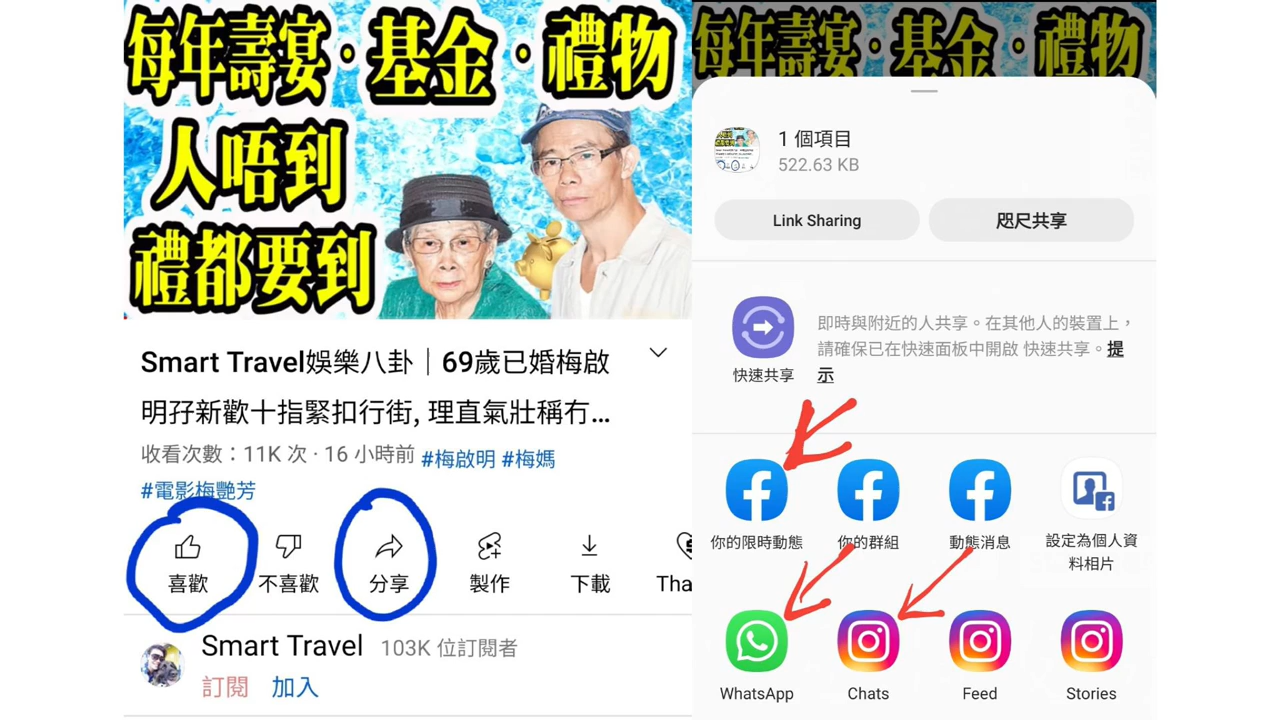 每年壽宴·基金·禮物
人唔到
禮都要到
Smart Travel娛樂八卦｜69歲已婚梅啟
明孖新歡十指緊扣行街, 理直氣壯稱冇...
收看次數：11K 次 · 16 小時前 #梅啟明 #梅媽
#電影梅艷芳
喜歡 不喜歡 分享 製作 下載 Tha
Smart Travel 103K 位訂閱者
訂閱 加入
每年壽宴·基金·禮物
1 個項目
522.63 KB
Link Sharing 咫尺共享
即時與附近的人共享。在其他人的裝置上，
請確保已在快速面板中開啟 快速共享。提
示
快速共享
你的限時動態 你的群組 動態消息 設定為個人資
料相片
WhatsApp Chats Feed Stories